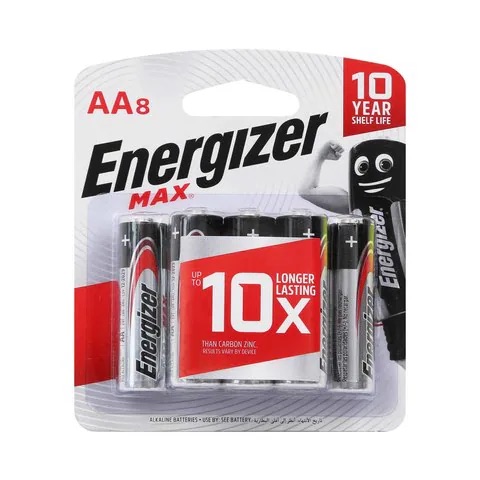 10
YEAR
SHELF LIFE
AA8
Energizer
MAX®
Energizer
UP
TO
10X
LONGER
LASTING
THAN CARBON ZINC.
RESULTS VARY BY DEVICE
Energizer
AA
Energizer
ALKALINE BATTERIES • USE BY: SEE BATTERY •